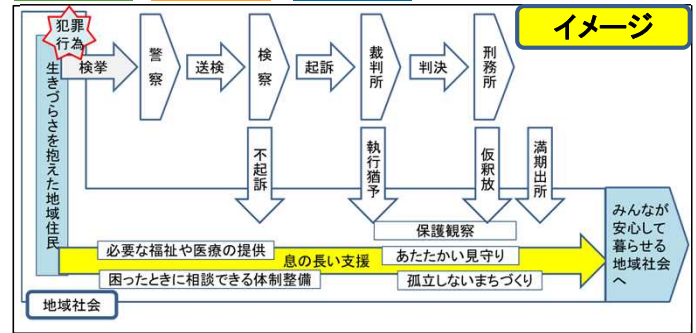 イメージ
犯罪
行為
生きづらさを抱えた地域住民
検挙
警察
送検
検察
起訴
裁判所
判決
刑務所
不起訴
執行猶予
仮釈放
満期出所
保護観察
必要な福祉や医療の提供
息の長い支援
あたたかい見守り
困ったときに相談できる体制整備
孤立しないまちづくり
みんなが
安心して
暮らせる
地域社会
へ
地域社会